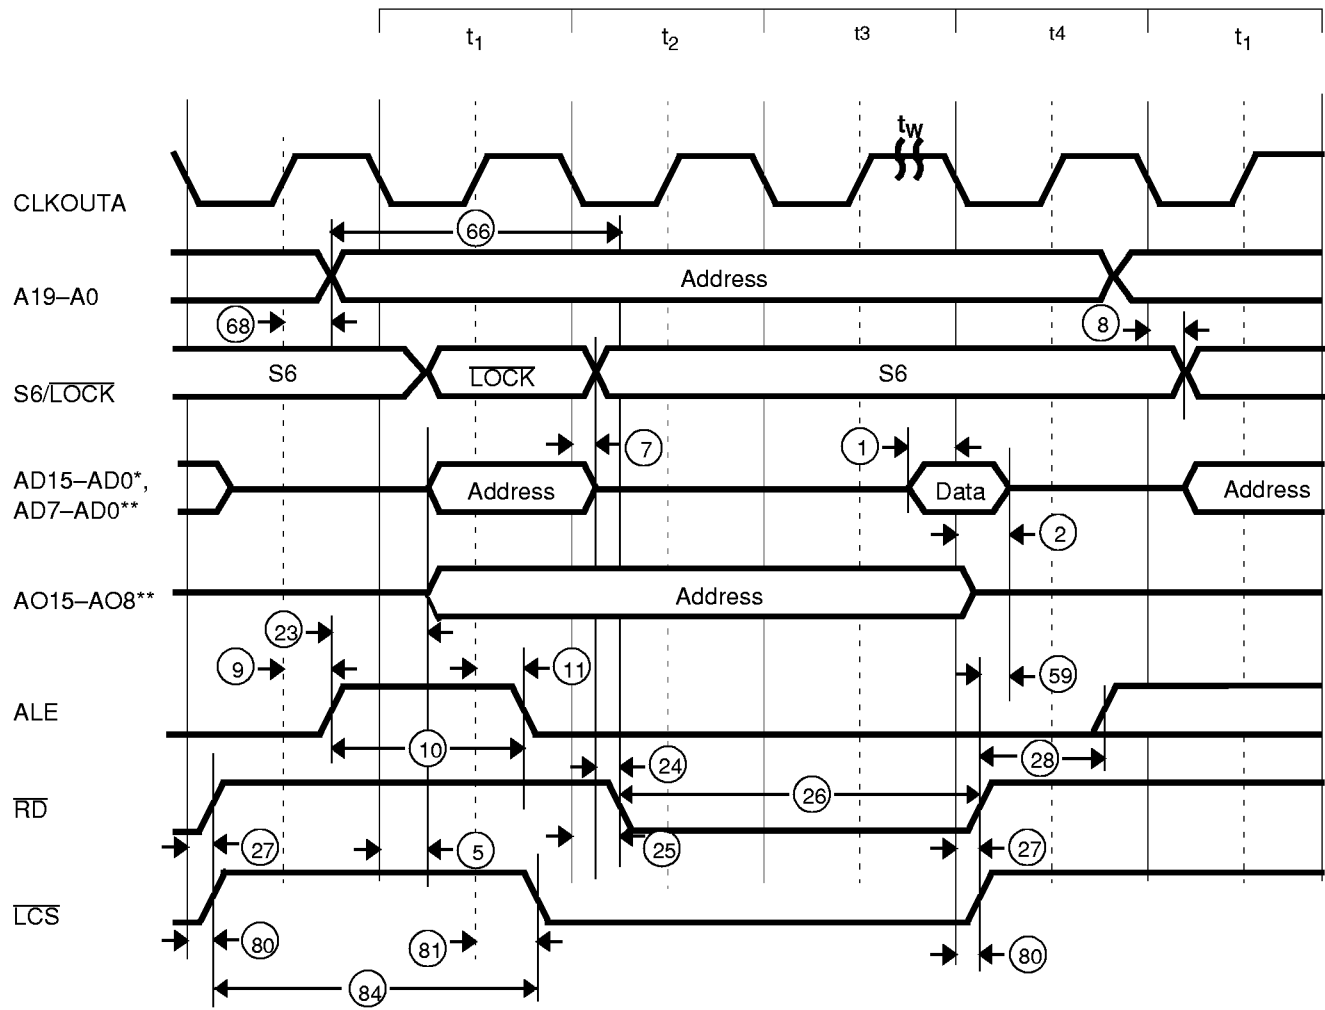 t1 t2 t3 t4 t1
tW
CLKOUTA
66
A19–A0 Address
68 8
S6 LOCK S6
S6/LOCK
7 1
AD15–AD0*, Address Data Address
AD7–AD0**
2
AO15–AO8** Address
23
9 11 59
ALE
10 24 28
RD 26
27 5 25 27
LCS
80 81 80
84